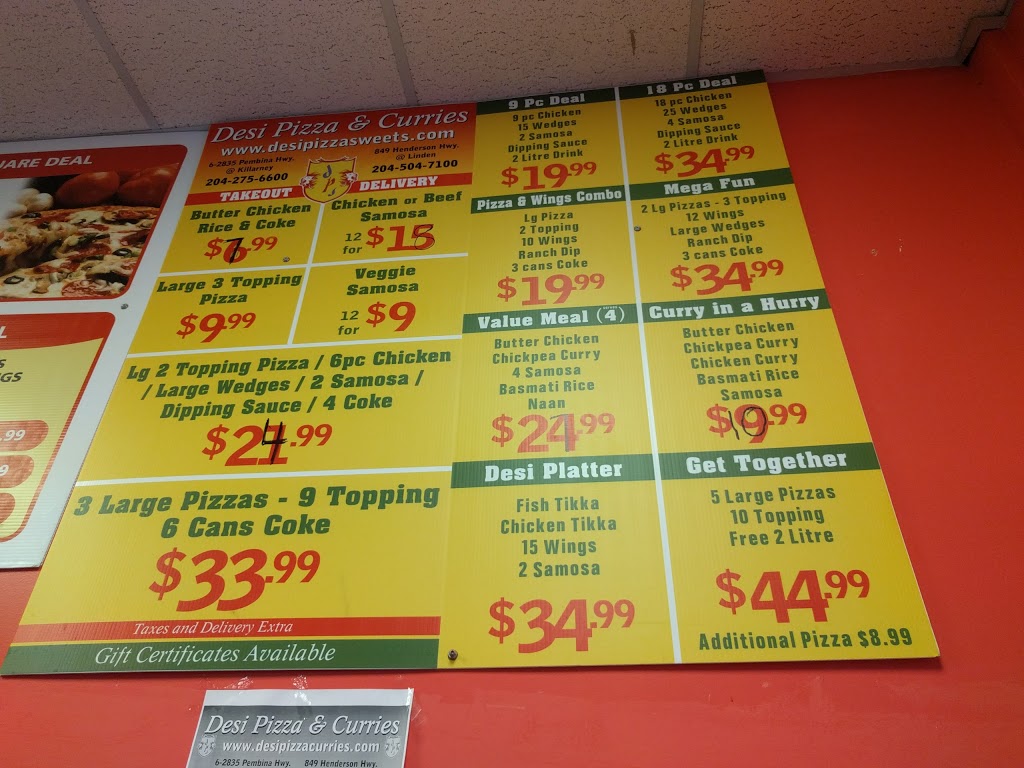 UARE DEAL
L
S
GS
.99
9
Desi Pizza & Curries
www.desipizzasweets.com
6-2835 Pembina Hwy.
@ Killarney
204-275-6600
849 Henderson Hwy.
@ Linden
204-504-7100
TAKEOUT
DELIVERY
Butter Chicken
Rice & Coke
$7.99
Chicken or Beef
Samosa
12
for
$15
Large 3 Topping
Pizza
$9.99
Veggie
Samosa
12
for
$9
Lg 2 Topping Pizza / 6pc Chicken
/ Large Wedges / 2 Samosa /
Dipping Sauce / 4 Coke
$24.99
3 Large Pizzas - 9 Topping
6 Cans Coke
$33.99
Taxes and Delivery Extra
Gift Certificates Available
9 Pc Deal
9 pc Chicken
15 Wedges
2 Samosa
Dipping Sauce
2 Litre Drink
$19.99
18 Pc Deal
18 pc Chicken
25 Wedges
4 Samosa
Dipping Sauce
2 Litre Drink
$34.99
Pizza & Wings Combo
Lg Pizza
2 Topping
10 Wings
Ranch Dip
3 cans Coke
$19.99
Mega Fun
2 Lg Pizzas - 3 Topping
12 Wings
Large Wedges
Ranch Dip
3 cans Coke
$34.99
Value Meal (4)
Butter Chicken
Chickpea Curry
4 Samosa
Basmati Rice
Naan
$ 99
Curry in a Hurry
Butter Chicken
Chickpea Curry
Chicken Curry
Basmati Rice
Samosa
$10.99
Desi Platter
Fish Tikka
Chicken Tikka
15 Wings
2 Samosa
$34.99
Get Together
5 Large Pizzas
10 Topping
Free 2 Litre
$44.99
Additional Pizza $8.99
Desi Pizza & Curries
www.desipizzacurries.com
6-2835 Pembina Hwy.
849 Henderson Hwy.